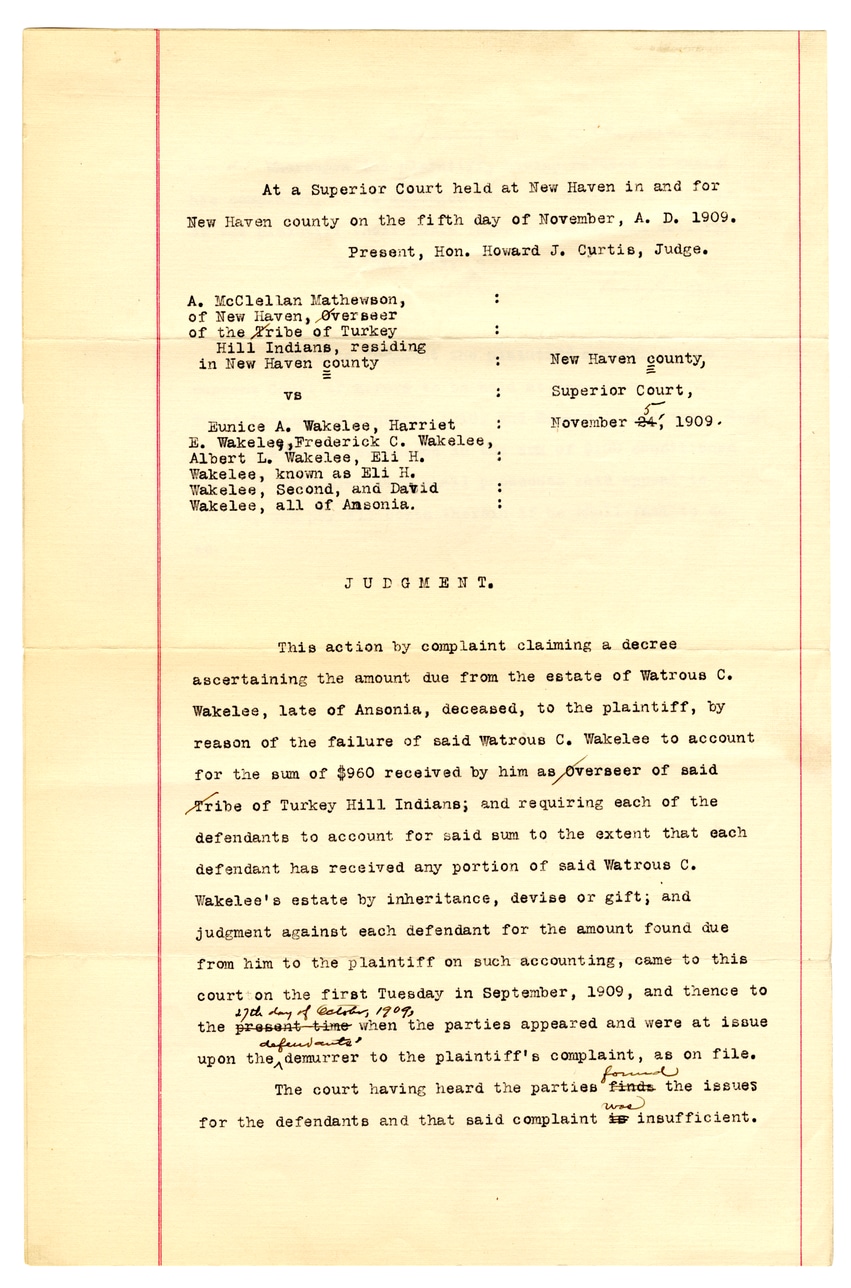 At a Superior Court held at New Haven in and for
New Haven county on the fifth day of November, A. D. 1909.
Present, Hon. Howard J. Curtis, Judge.
A. McClellan Mathewson, :
of New Haven, Overseer
of the Tribe of Turkey :
Hill Indians, residing
in New Haven county :
vs :
Eunice A. Wakelee, Harriet :
E. Wakelee, Frederick C. Wakelee,
Albert L. Wakelee, Eli H. :
Wakelee, known as Eli H.
Wakelee, Second, and David :
Wakelee, all of Ansonia. :
New Haven county,
Superior Court,
5
November 24, 1909.
JUDGMENT.
This action by complaint claiming a decree
ascertaining the amount due from the estate of Watrous C.
Wakelee, late of Ansonia, deceased, to the plaintiff, by
reason of the failure of said Watrous C. Wakelee to account
for the sum of $960 received by him as Overseer of said
Tribe of Turkey Hill Indians; and requiring each of the
defendants to account for said sum to the extent that each
defendant has received any portion of said Watrous C.
Wakelee's estate by inheritance, devise or gift; and
judgment against each defendant for the amount found due
from him to the plaintiff on such accounting, came to this
court on the first Tuesday in September, 1909, and thence to
27th day of October, 1909,
the present time when the parties appeared and were at issue
defendants'
upon the demurrer to the plaintiff's complaint, as on file.
found
The court having heard the parties finds the issues
was
for the defendants and that said complaint is insufficient.